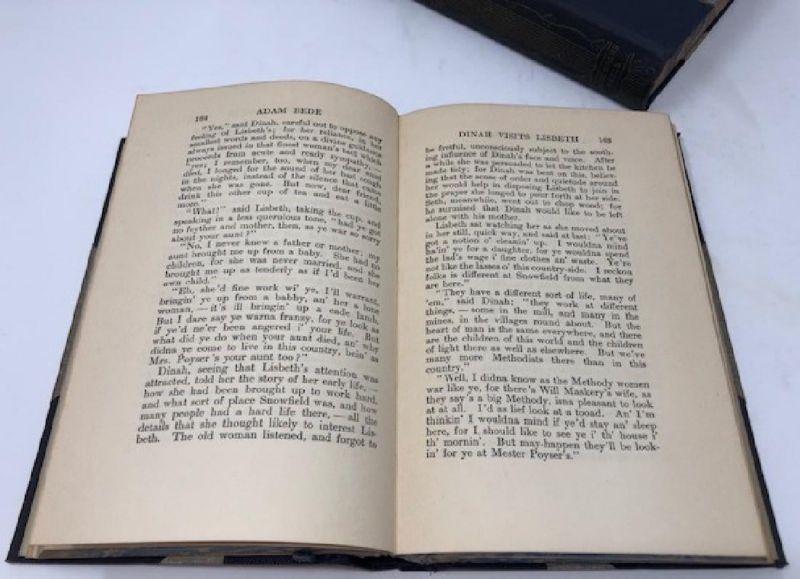 164 ADAM BEDE
"Yes," said Dinah, careful not to oppose any
feeling of Lisbeth's; for her reliance, in her
smallest words and deeds, on a divine guidance
always issued in that finest woman's tact which
proceeds from acute and ready sympathy,—
"yes; I remember, too, when my dear
died, I longed for the sound of her bad cough
in the nights, instead of the silence that came
when she was gone. But now, dear friend,
drink this other cup of tea and eat a little
more."
"What!" said Lisbeth, taking the cup, and
speaking in a less querulous tone, "had ye got
no feyther and mother, then, as ye war so sorry
about your aunt?"
"No, I never knew a father or mother; my
aunt brought me up from a baby. She had no
children, for she was never married, and she
brought me up as tenderly as if I'd been her
own child."
"Eh, she'd fine work wi' ye, I'll warrant,
bringin' ye up from a babby, an' her a lone
woman,—it's ill bringin' up a cade lamb.
But I dare say ye warna franzy, for ye look as
if ye'd ne'er been angered i' your life. But
what did ye do when your aunt died, an' why
didna ye come to live in this country, bein' as
Mrs. Poyser's your aunt too?"
Dinah, seeing that Lisbeth's attention was
attracted, told her the story of her early life,—
how she had been brought up to work hard,
and what sort of place Snowfield was, and how
many people had a hard life there,—all the
details that she thought likely to interest Lis-
beth. The old woman listened, and forgot to
DINAH VISITS LISBETH 165
be fretful, unconsciously subject to the sooth-
ing influence of Dinah's face and voice. After
a while she was persuaded to let the kitchen be
made tidy; for Dinah was bent on this, believ-
ing that the sense of order and quietude around
her would help in disposing Lisbeth to join in
the prayer she longed to pour forth at her side.
Seth, meanwhile, went out to chop wood; for
he surmised that Dinah would like to be left
alone with his mother.
Lisbeth sat watching her as she moved about
in her still, quick way, and said at last: "Ye've
got a notion o' cleanin' up. I wouldna mind
ha'in' ye for a daughter, for ye wouldna spend
the lad's wage i' fine clothes an' waste. Ye're
not like the lasses o' this country-side. I reckon
folks is different at Snowfield from what they
are here."
"They have a different sort of life, many of
'em," said Dinah; "they work at different
things,—some in the mill, and many in the
mines, in the villages round about. But the
heart of man is the same everywhere, and there
are the children of this world and the children
of light there as well as elsewhere. But we've
many more Methodists there than in this
country."
"Well, I didna know as the Methody women
war like ye, for there's Will Maskery's wife, as
they say's a big Methody, isna pleasant to look
at at all. I'd as lief look at a tooad. An' I'm
thinkin' I wouldna mind if ye'd stay an' sleep
here, for I should like to see ye i' th' house i'
th' mornin'. But may-happen they'll be look-
in' for ye at Mester Poyser's."